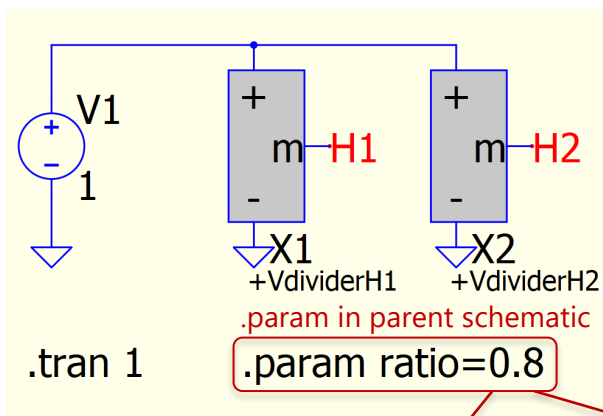 V1
+
+
m H1
m H2
1
-
-
X1
X2
+VdividerH1
+VdividerH2
.param in parent schematic
.tran 1
.param ratio=0.8